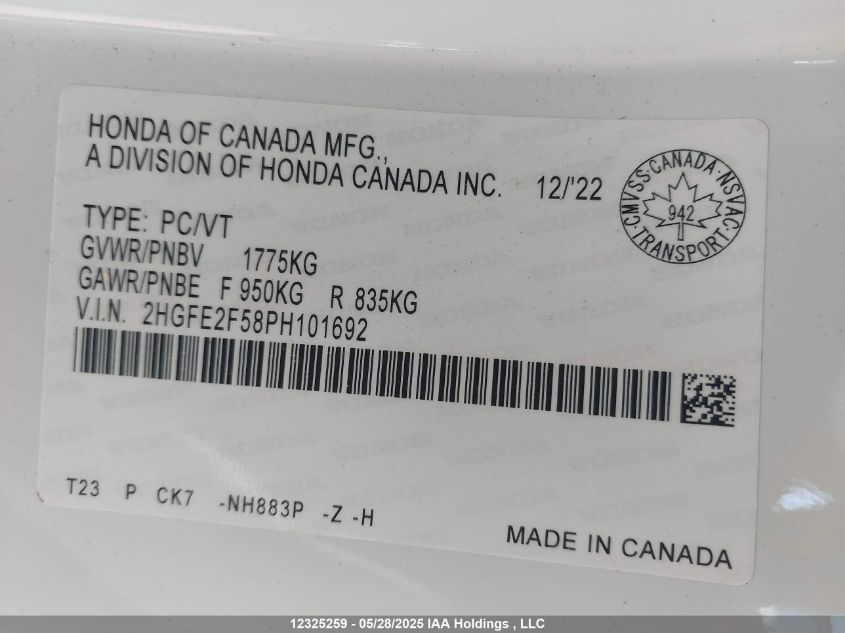 HONDA OF CANADA MFG.,
A DIVISION OF HONDA CANADA INC. 12/'22
CMVSS·CANADA·NSVAC·TRANSPORT·
942
TYPE: PC/VT
GVWR/PNBV 1775KG
GAWR/PNBE F 950KG R 835KG
V.I.N. 2HGFE2F58PH101692
T23 P CK7 -NH883P -Z -H
MADE IN CANADA
12325259 - 05/28/2025 IAA Holdings , LLC